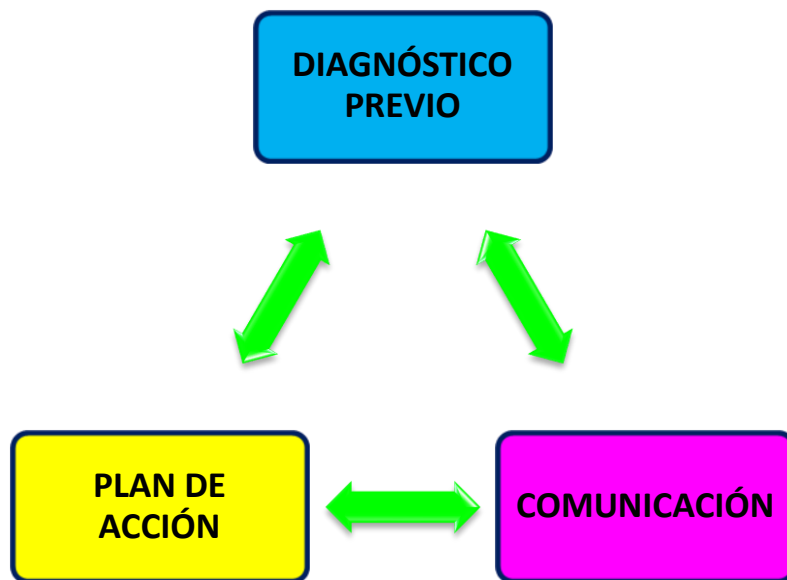 DIAGNÓSTICO
PREVIO
PLAN DE
ACCIÓN
COMUNICACIÓN